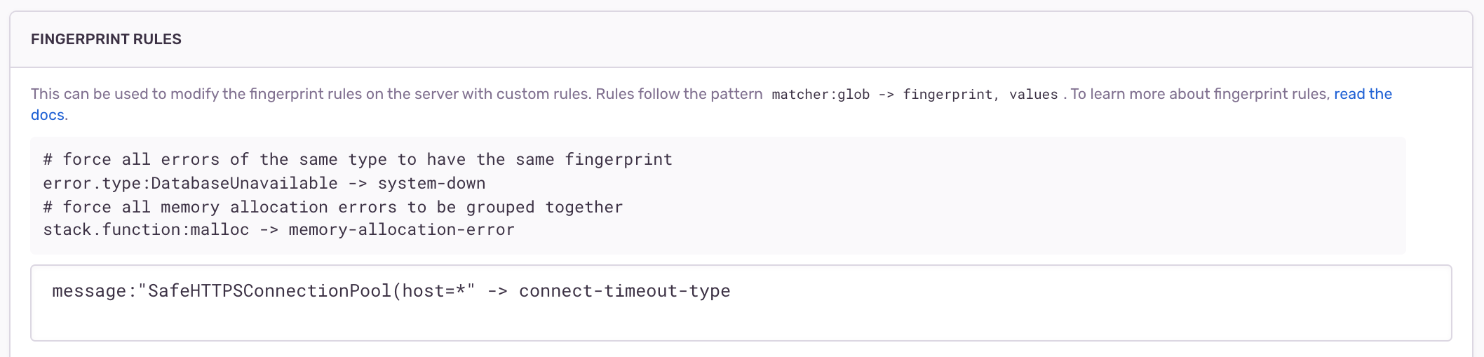 FINGERPRINT RULES
This can be used to modify the fingerprint rules on the server with custom rules. Rules follow the pattern matcher:glob -> fingerprint, values . To learn more about fingerprint rules, read the
docs.
# force all errors of the same type to have the same fingerprint
error.type:DatabaseUnavailable -> system-down
# force all memory allocation errors to be grouped together
stack.function:malloc -> memory-allocation-error
message:"SafeHTTPSConnectionPool(host=*" -> connect-timeout-type